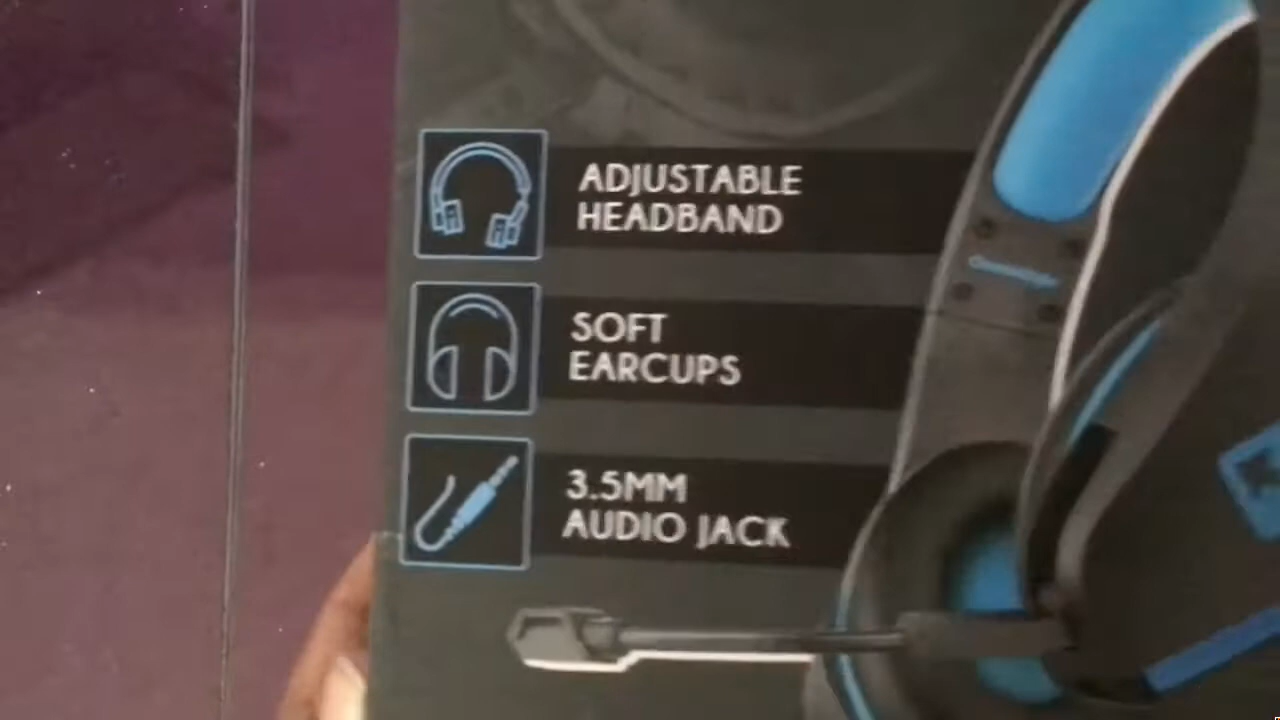 ADJUSTABLE
HEADBAND
SOFT
EARCUPS
3.5MM
AUDIO JACK